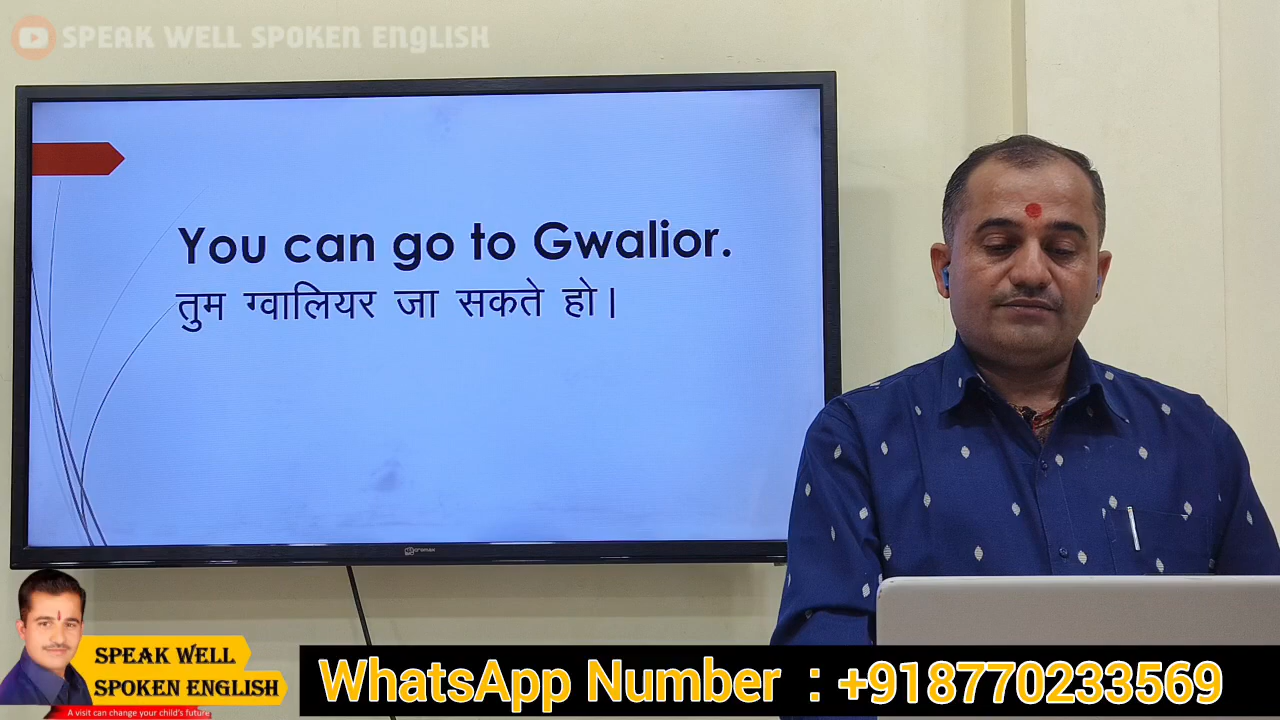 SPEAK WELL SPOKEN ENGLISH
You can go to Gwalior.
तुम ग्वालियर जा सकते हो।
SPEAK WELL
SPOKEN ENGLISH
A visit can change your child's future
WhatsApp Number : +918770233569